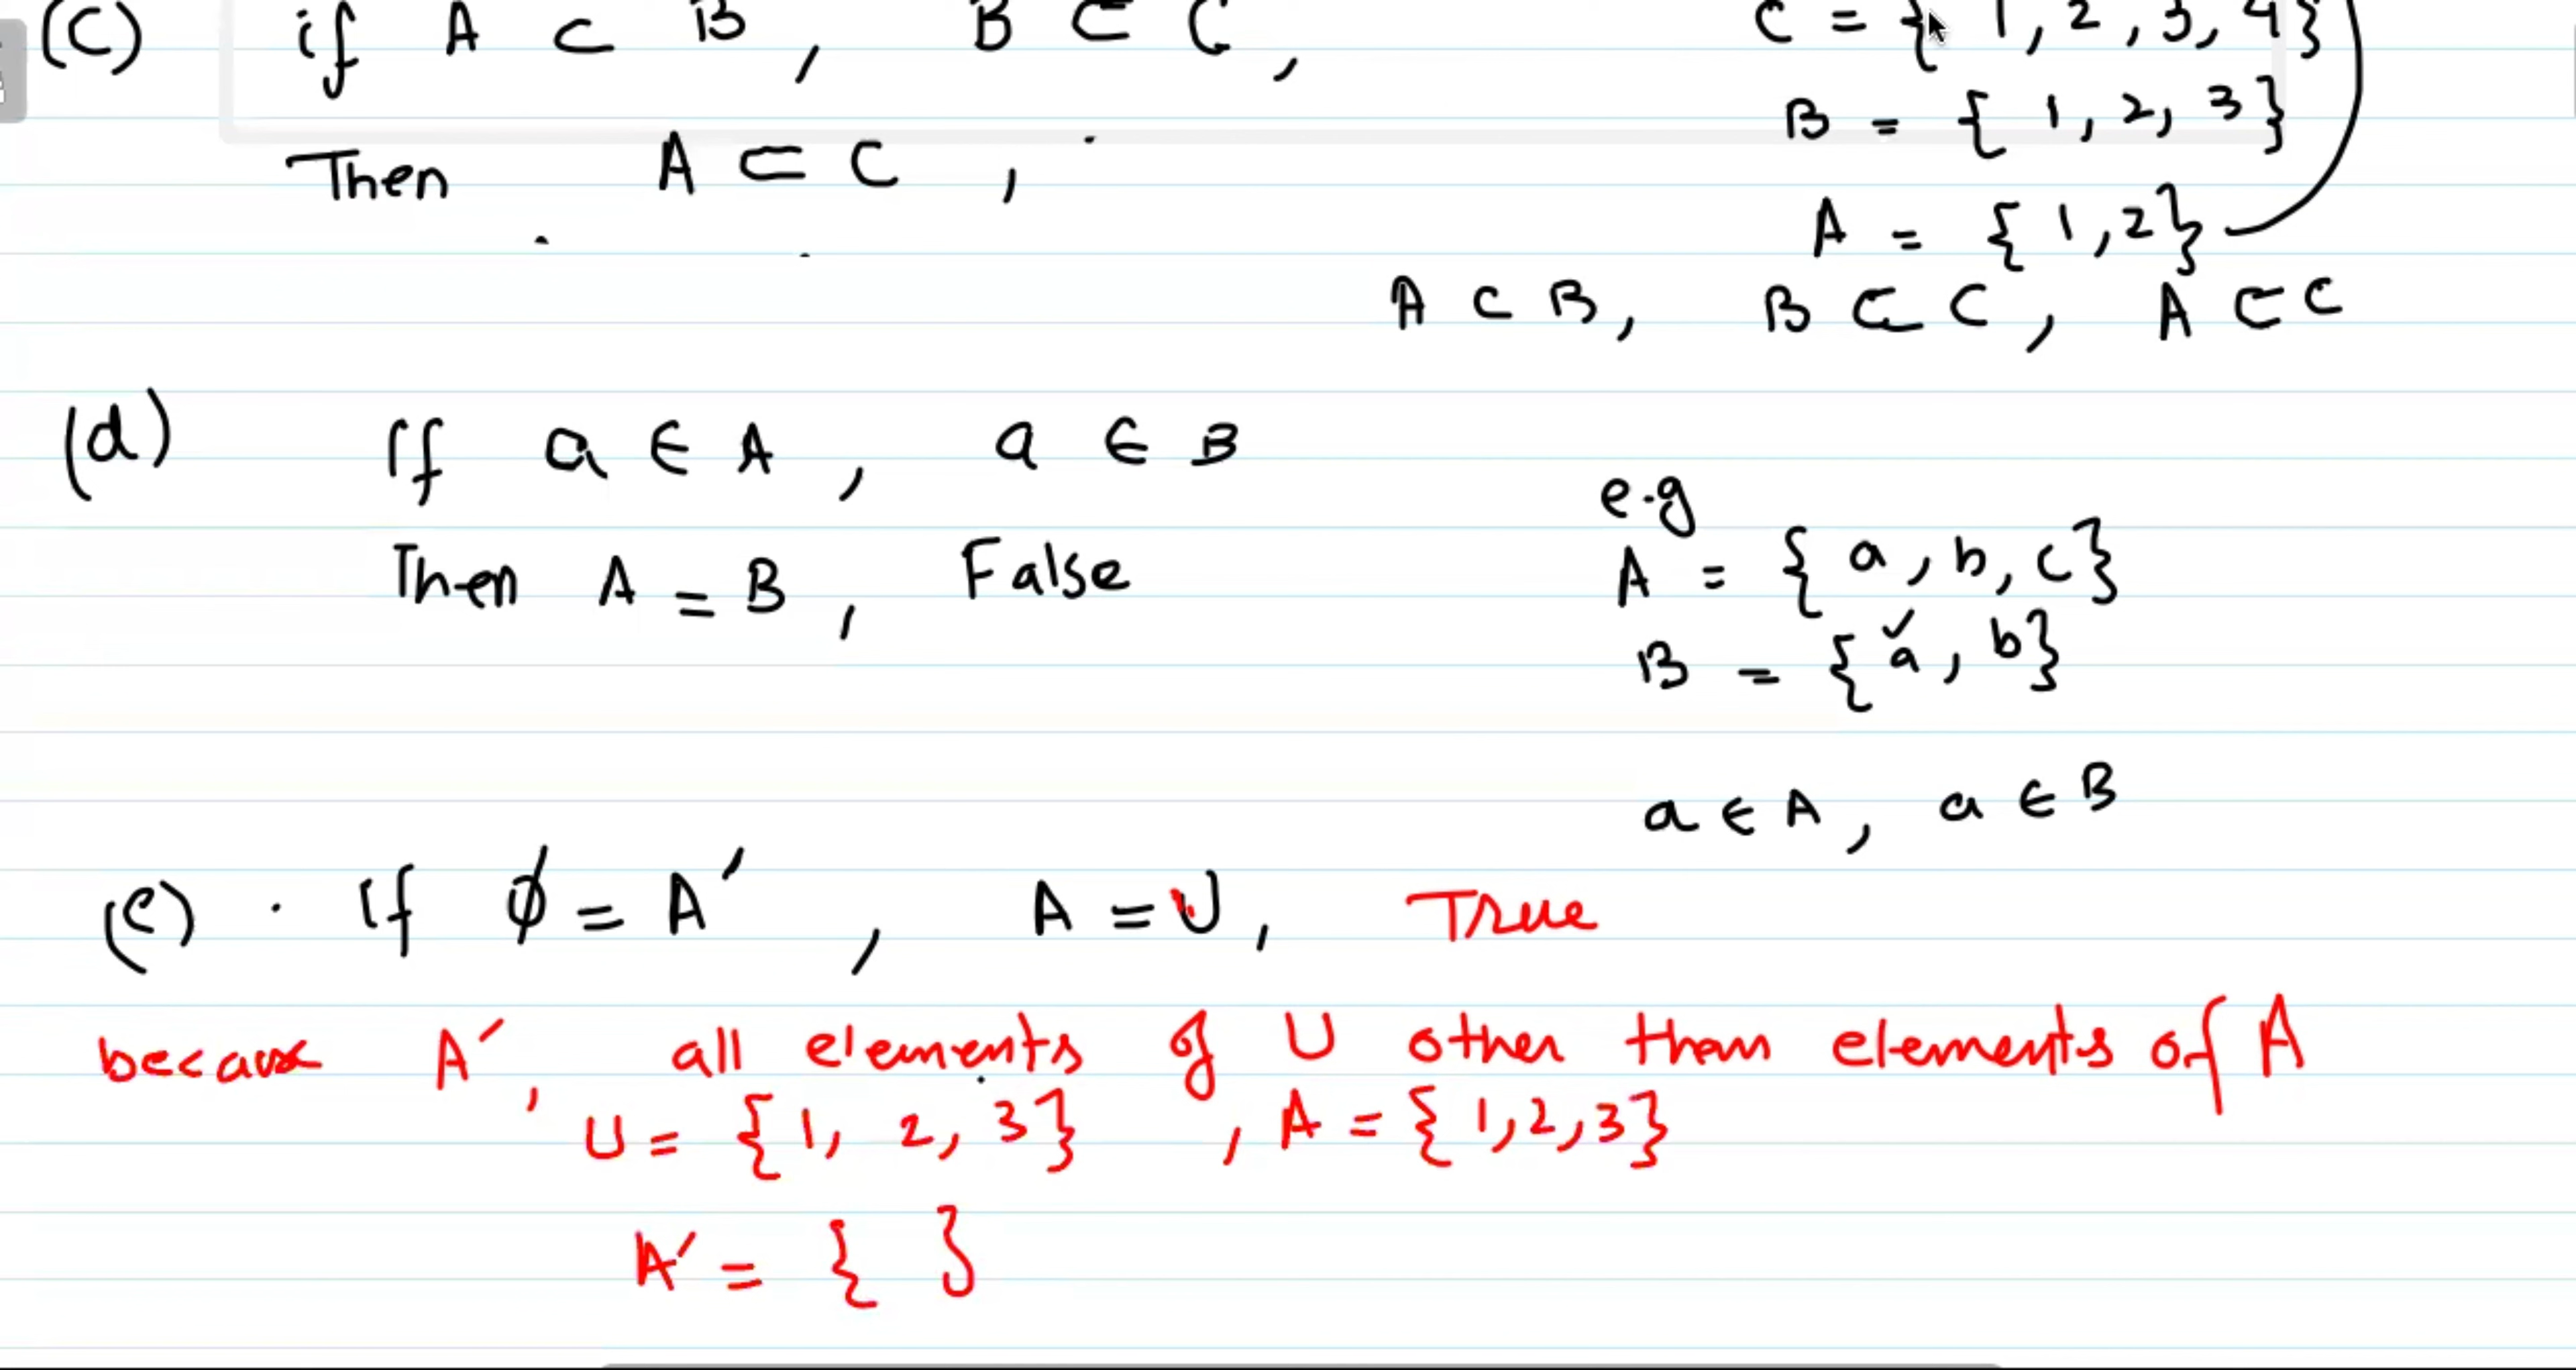 (C) if A ⊂ B, B ⊂ C,
C = { 1, 2, 3, 4}
B = { 1, 2, 3}
Then A ⊂ C ,
A = { 1,2}
A ⊂ B, B ⊂ C, A ⊂ C
(d) If a ∈ A, a ∈ B
e.g
Then A = B, False
A = { a, b, c}
B = { a, b}
a ∈ A, a ∈ B
(e). If ϕ = A′, A = U, True
because A′, all elements of U other than elements of A
U = {1, 2, 3} , A = { 1,2,3}
A′ = { }